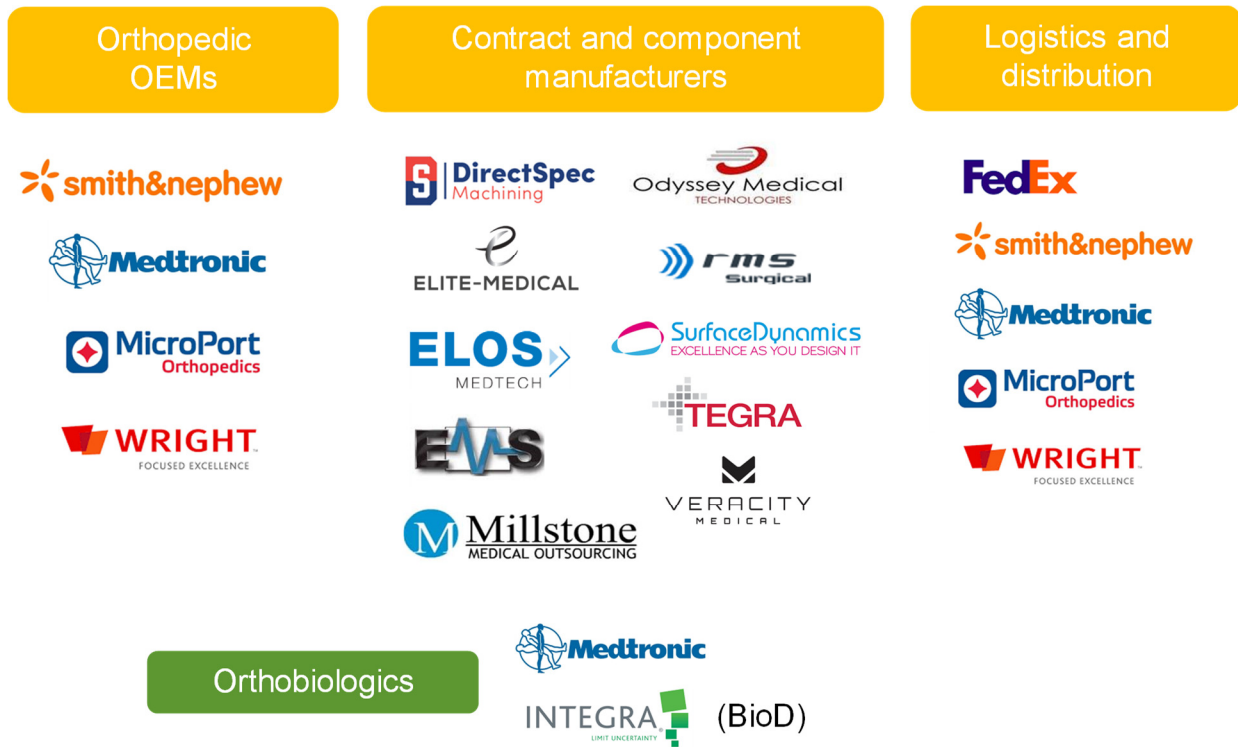 Orthopedic
OEMs
smith&nephew
Medtronic
MicroPort
Orthopedics
WRIGHT™
FOCUSED EXCELLENCE
Contract and component
manufacturers
S DirectSpec
Machining
e
ELITE-MEDICAL
ELOS
MEDTECH
EMS
M Millstone
MEDICAL OUTSOURCING
Odyssey Medical
TECHNOLOGIES
rms
Surgical
SurfaceDynamics
EXCELLENCE AS YOU DESIGN IT
TEGRA
VERACITY
MEDICAL
Logistics and
distribution
FedEx
smith&nephew
Medtronic
MicroPort
Orthopedics
WRIGHT™
FOCUSED EXCELLENCE
Orthobiologics
Medtronic
INTEGRA® (BioD)
LIMIT UNCERTAINTY